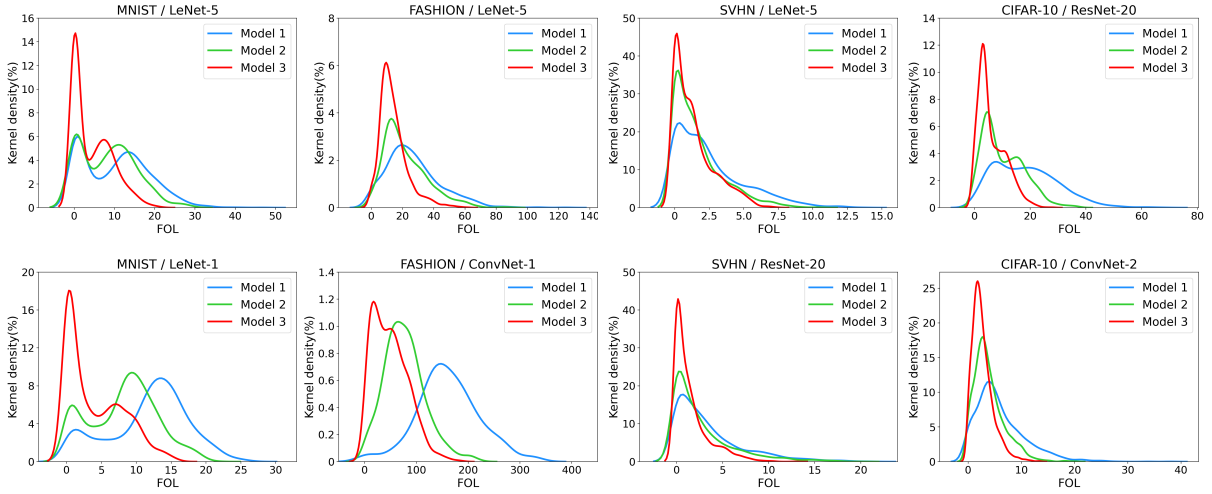 MNIST / LeNet-5
Kernel density(%)
16
14
12
10
8
6
4
2
0
0 10 20 30 40 50
FOL
Model 1
Model 2
Model 3
FASHION / LeNet-5
Kernel density(%)
8
6
4
2
0
0 20 40 60 80 100 120 140
FOL
Model 1
Model 2
Model 3
SVHN / LeNet-5
Kernel density(%)
50
40
30
20
10
0
0 2.5 5.0 7.5 10.0 12.5 15.3
FOL
Model 1
Model 2
Model 3
CIFAR-10 / ResNet-20
Kernel density(%)
14
12
10
8
6
4
2
0
0 20 40 60 80
FOL
Model 1
Model 2
Model 3
MNIST / LeNet-1
Kernel density(%)
20
16
12
8
4
0
0 5 10 15 20 25 30
FOL
Model 1
Model 2
Model 3
FASHION / ConvNet-1
Kernel density(%)
1.4
1.2
1.0
0.8
0.6
0.4
0.2
0.0
0 100 200 300 400
FOL
Model 1
Model 2
Model 3
SVHN / ResNet-20
Kernel density(%)
50
40
30
20
10
0
0 5 10 15 20
FOL
Model 1
Model 2
Model 3
CIFAR-10 / ConvNet-2
Kernel density(%)
25
20
15
10
5
0
0 10 20 30 40
FOL
Model 1
Model 2
Model 3